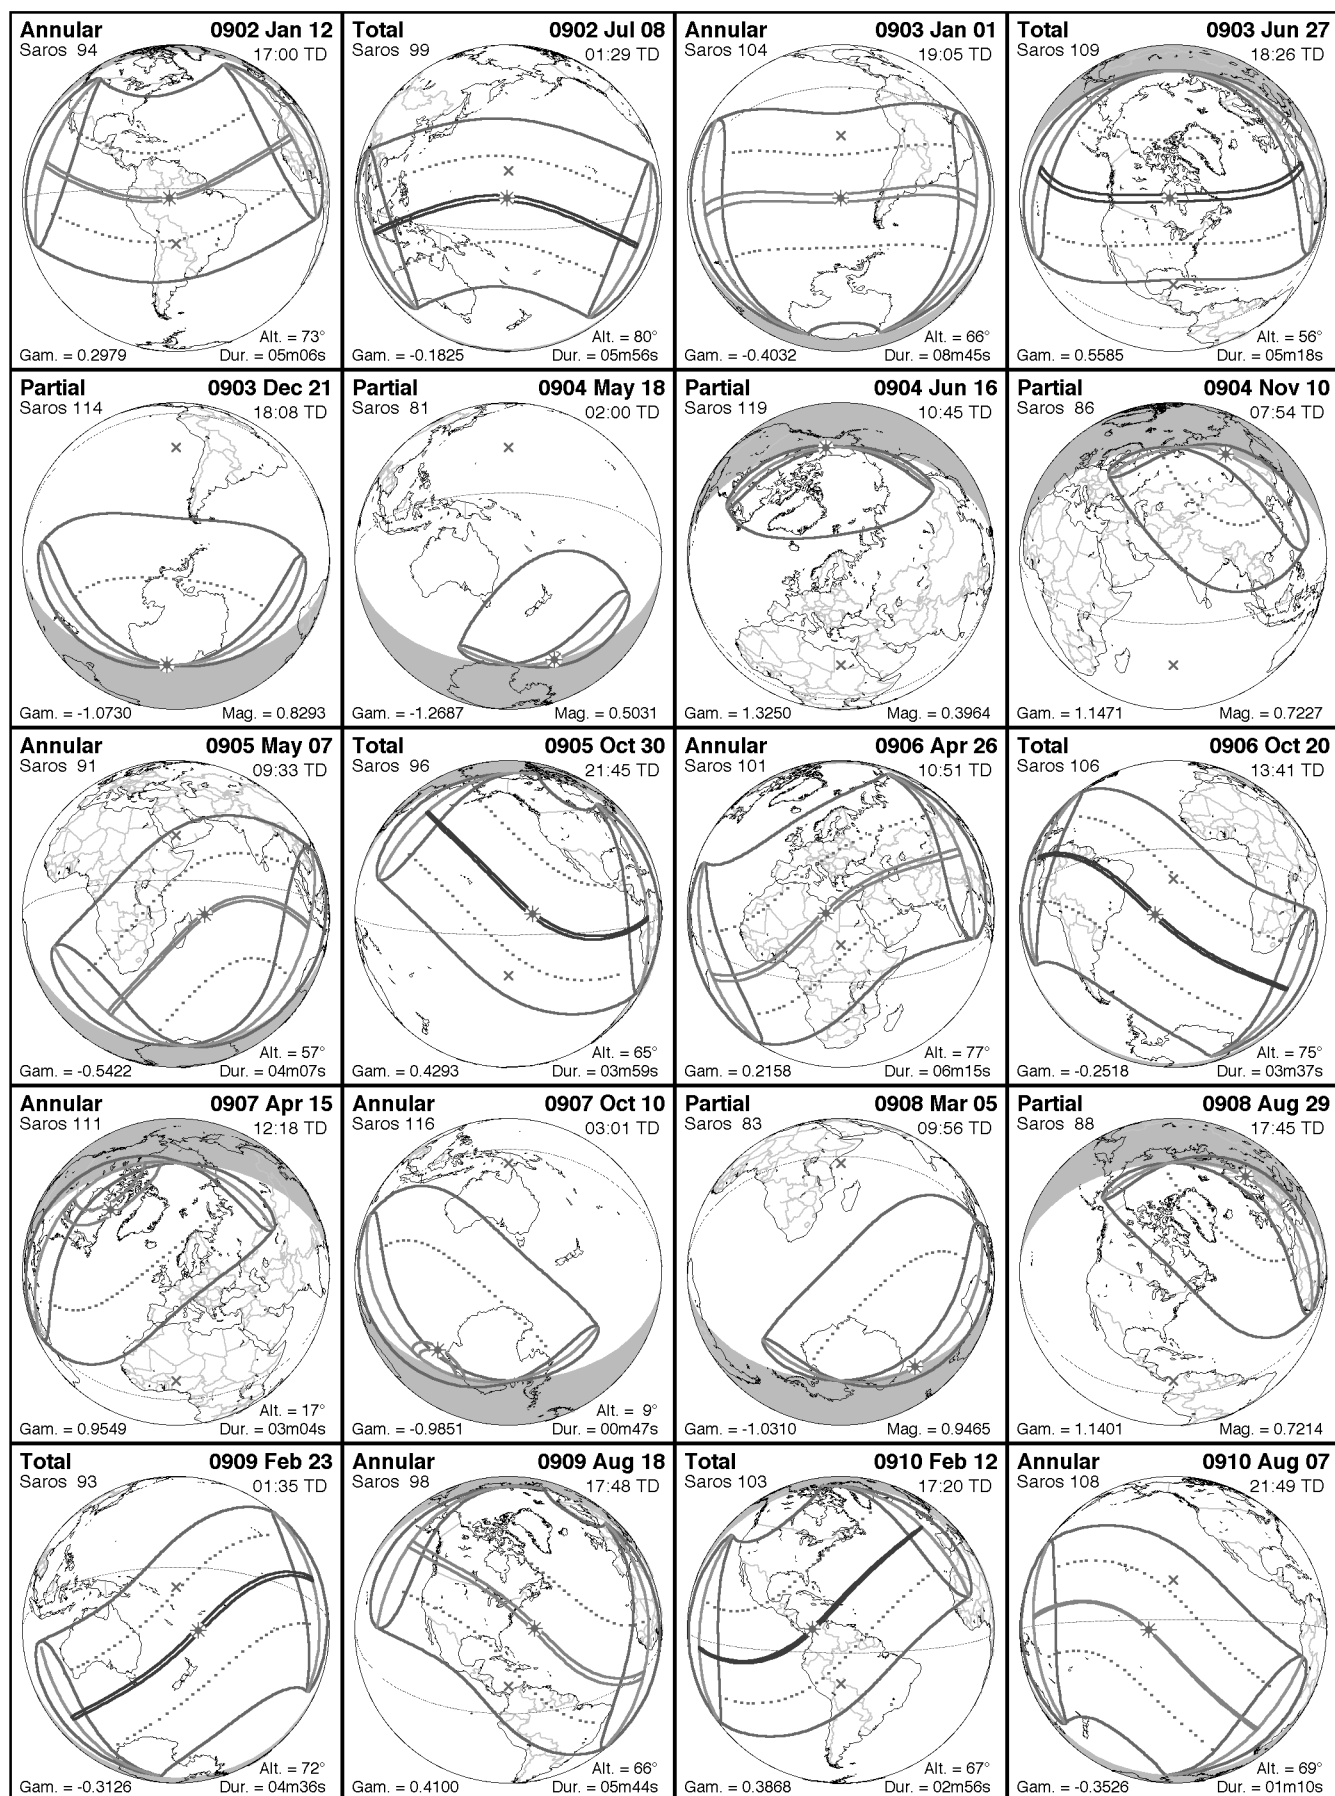 Annular 0902 Jan 12
Saros 94 17:00 TD
Alt. = 73°
Gam. = 0.2979 Dur. = 05m06s
Total 0902 Jul 08
Saros 99 01:29 TD
Alt. = 80°
Gam. = -0.1825 Dur. = 05m56s
Annular 0903 Jan 01
Saros 104 19:05 TD
Alt. = 66°
Gam. = -0.4032 Dur. = 08m45s
Total 0903 Jun 27
Saros 109 18:26 TD
Alt. = 56°
Gam. = 0.5585 Dur. = 05m18s
Partial 0903 Dec 21
Saros 114 18:08 TD
Gam. = -1.0730 Mag. = 0.8293
Partial 0904 May 18
Saros 81 02:00 TD
Gam. = -1.2687 Mag. = 0.5031
Partial 0904 Jun 16
Saros 119 10:45 TD
Gam. = 1.3250 Mag. = 0.3964
Partial 0904 Nov 10
Saros 86 07:54 TD
Gam. = 1.1471 Mag. = 0.7227
Annular 0905 May 07
Saros 91 09:33 TD
Alt. = 57°
Gam. = -0.5422 Dur. = 04m07s
Total 0905 Oct 30
Saros 96 21:45 TD
Alt. = 65°
Gam. = 0.4293 Dur. = 03m59s
Annular 0906 Apr 26
Saros 101 10:51 TD
Alt. = 77°
Gam. = 0.2158 Dur. = 06m15s
Total 0906 Oct 20
Saros 106 13:41 TD
Alt. = 75°
Gam. = -0.2518 Dur. = 03m37s
Annular 0907 Apr 15
Saros 111 12:18 TD
Alt. = 17°
Gam. = 0.9549 Dur. = 03m04s
Annular 0907 Oct 10
Saros 116 03:01 TD
Alt. = 9°
Gam. = -0.9851 Dur. = 00m47s
Partial 0908 Mar 05
Saros 83 09:56 TD
Gam. = -1.0310 Mag. = 0.9465
Partial 0908 Aug 29
Saros 88 17:45 TD
Gam. = 1.1401 Mag. = 0.7214
Total 0909 Feb 23
Saros 93 01:35 TD
Alt. = 72°
Gam. = -0.3126 Dur. = 04m36s
Annular 0909 Aug 18
Saros 98 17:48 TD
Alt. = 66°
Gam. = 0.4100 Dur. = 05m44s
Total 0910 Feb 12
Saros 103 17:20 TD
Alt. = 67°
Gam. = 0.3868 Dur. = 02m56s
Annular 0910 Aug 07
Saros 108 21:49 TD
Alt. = 69°
Gam. = -0.3526 Dur. = 01m10s